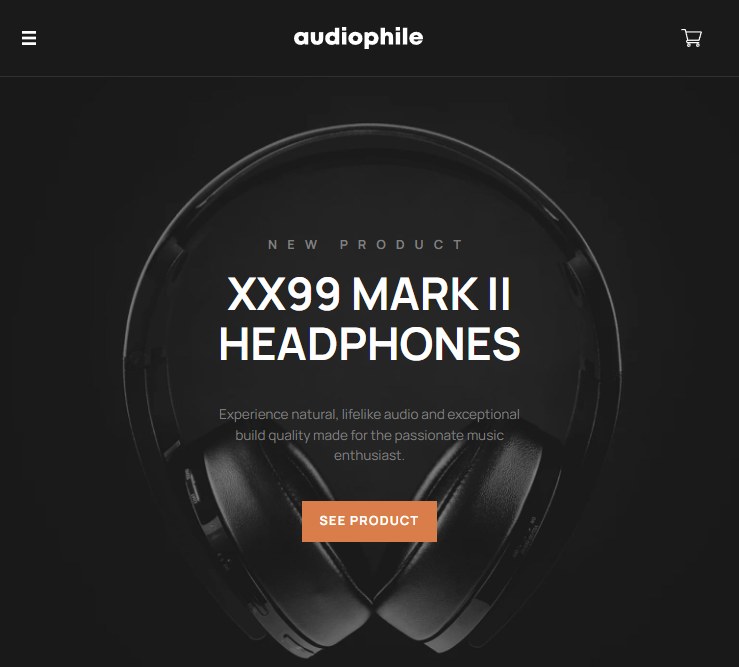 audiophile
NEW PRODUCT
XX99 MARK II
HEADPHONES
Experience natural, lifelike audio and exceptional
build quality made for the passionate music
enthusiast.
SEE PRODUCT